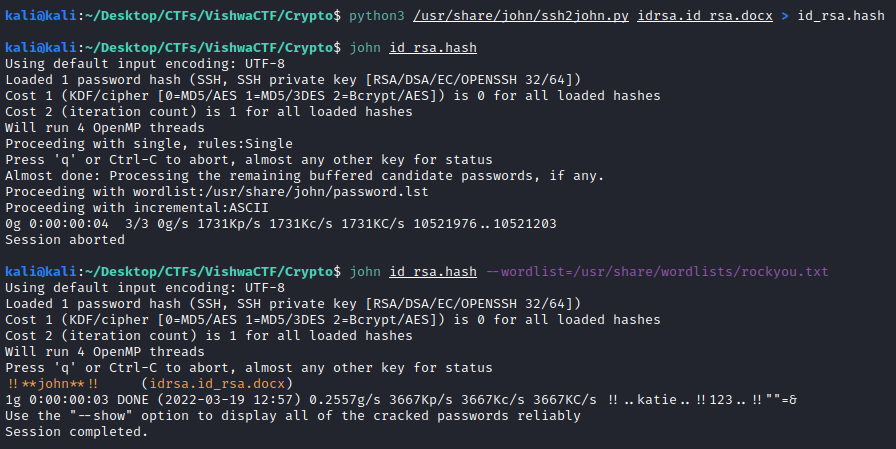 kali@kali:~/Desktop/CTFs/VishwaCTF/Crypto$ python3 /usr/share/john/ssh2john.py idrsa.id_rsa.docx > id_rsa.hash
kali@kali:~/Desktop/CTFs/VishwaCTF/Crypto$ john id_rsa.hash
Using default input encoding: UTF-8
Loaded 1 password hash (SSH, SSH private key [RSA/DSA/EC/OPENSSH 32/64])
Cost 1 (KDF/cipher [0=MD5/AES 1=MD5/3DES 2=Bcrypt/AES]) is 0 for all loaded hashes
Cost 2 (iteration count) is 1 for all loaded hashes
Will run 4 OpenMP threads
Proceeding with single, rules:Single
Press 'q' or Ctrl-C to abort, almost any other key for status
Almost done: Processing the remaining buffered candidate passwords, if any.
Proceeding with wordlist:/usr/share/john/password.lst
Proceeding with incremental:ASCII
0g 0:00:00:04  3/3 0g/s 1731Kp/s 1731Kc/s 1731KC/s 10521976..10521203
Session aborted
kali@kali:~/Desktop/CTFs/VishwaCTF/Crypto$ john id_rsa.hash --wordlist=/usr/share/wordlists/rockyou.txt
Using default input encoding: UTF-8
Loaded 1 password hash (SSH, SSH private key [RSA/DSA/EC/OPENSSH 32/64])
Cost 1 (KDF/cipher [0=MD5/AES 1=MD5/3DES 2=Bcrypt/AES]) is 0 for all loaded hashes
Cost 2 (iteration count) is 1 for all loaded hashes
Will run 4 OpenMP threads
Press 'q' or Ctrl-C to abort, almost any other key for status
!!**john**!!     (idrsa.id_rsa.docx)
1g 0:00:00:03 DONE (2022-03-19 12:57) 0.2557g/s 3667Kp/s 3667Kc/s 3667KC/s !!..katie..!!123..!!""=&
Use the "--show" option to display all of the cracked passwords reliably
Session completed.